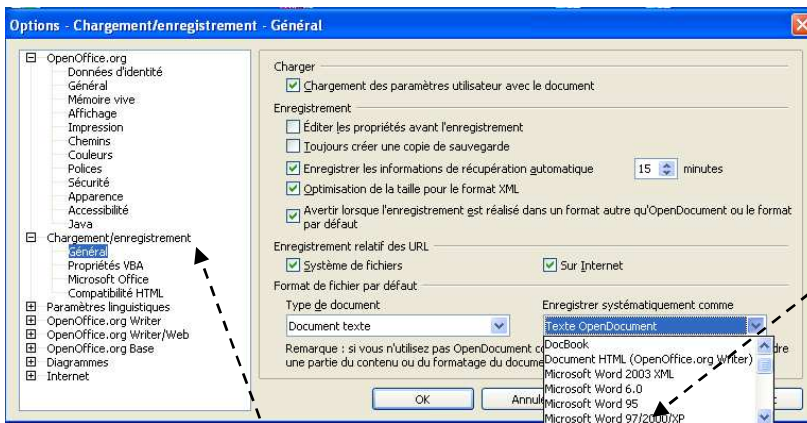 Options - Chargement/enregistrement - Général
OpenOffice.org
Données d'identité
Général
Mémoire vive
Affichage
Impression
Chemins
Couleurs
Polices
Sécurité
Apparence
Accessibilité
Java
Chargement/enregistrement
Général
Propriétés VBA
Microsoft Office
Compatibilité HTML
Paramètres linguistiques
OpenOffice.org Writer
OpenOffice.org Writer/Web
OpenOffice.org Base
Diagrammes
Internet
Charger
Chargement des paramètres utilisateur avec le document
Enregistrement
Éditer les propriétés avant l'enregistrement
Toujours créer une copie de sauvegarde
Enregistrer les informations de récupération automatique 15 minutes
Optimisation de la taille pour le format XML
Avertir lorsque l'enregistrement est réalisé dans un format autre qu'OpenDocument ou le format
par défaut
Enregistrement relatif des URL
Système de fichiers Sur Internet
Format de fichier par défaut
Type de document Enregistrer systématiquement comme
Document texte Texte OpenDocument
Remarque : si vous n'utilisez pas OpenDocument
une partie du contenu ou du formatage du
DocBook
Document HTML (OpenOffice.org Writer)
Microsoft Word 2003 XML
Microsoft Word 6.0
Microsoft Word 95
Microsoft Word 97/2000/XP
OK